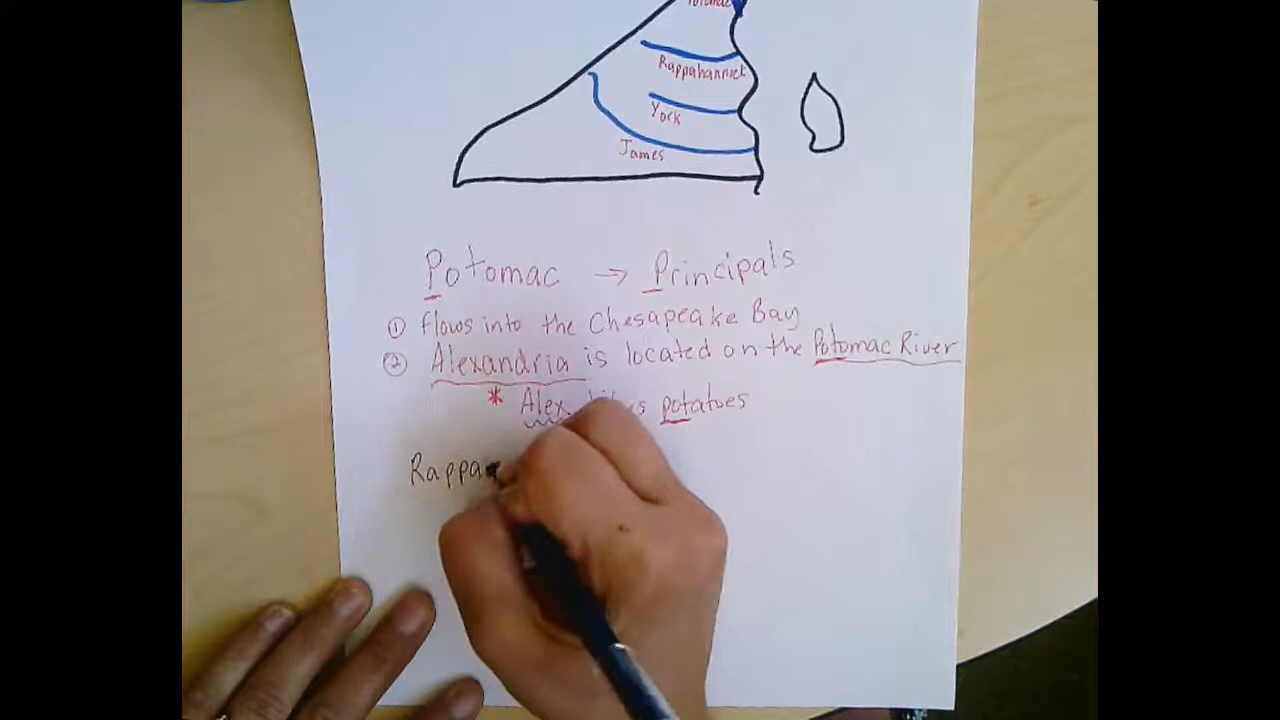 Potomac
Rappahannock
York
James
Potomac → Principals
① flows into the Chesapeake Bay
② Alexandria is located on the Potomac River
* Alex potatoes
Rappa